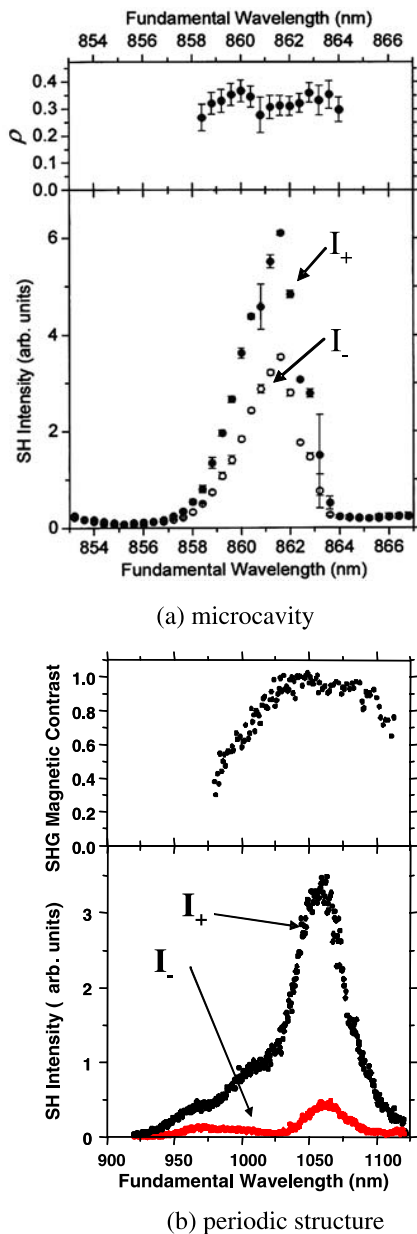 Fundamental Wavelength (nm)
854 856 858 860 862 864 866
0.4
0.3
0.2
0.1
0.0
ρ
6
4
2
0
SH Intensity (arb. units)
I+
I-
854 856 858 860 862 864 866
Fundamental Wavelength (nm)
(a) microcavity
1.0
0.8
0.6
0.4
0.2
0.0
SHG Magnetic Contrast
3
2
1
0
SH Intensity ( arb. units)
I+
I-
900 950 1000 1050 1100
Fundamental Wavelength (nm)
(b) periodic structure